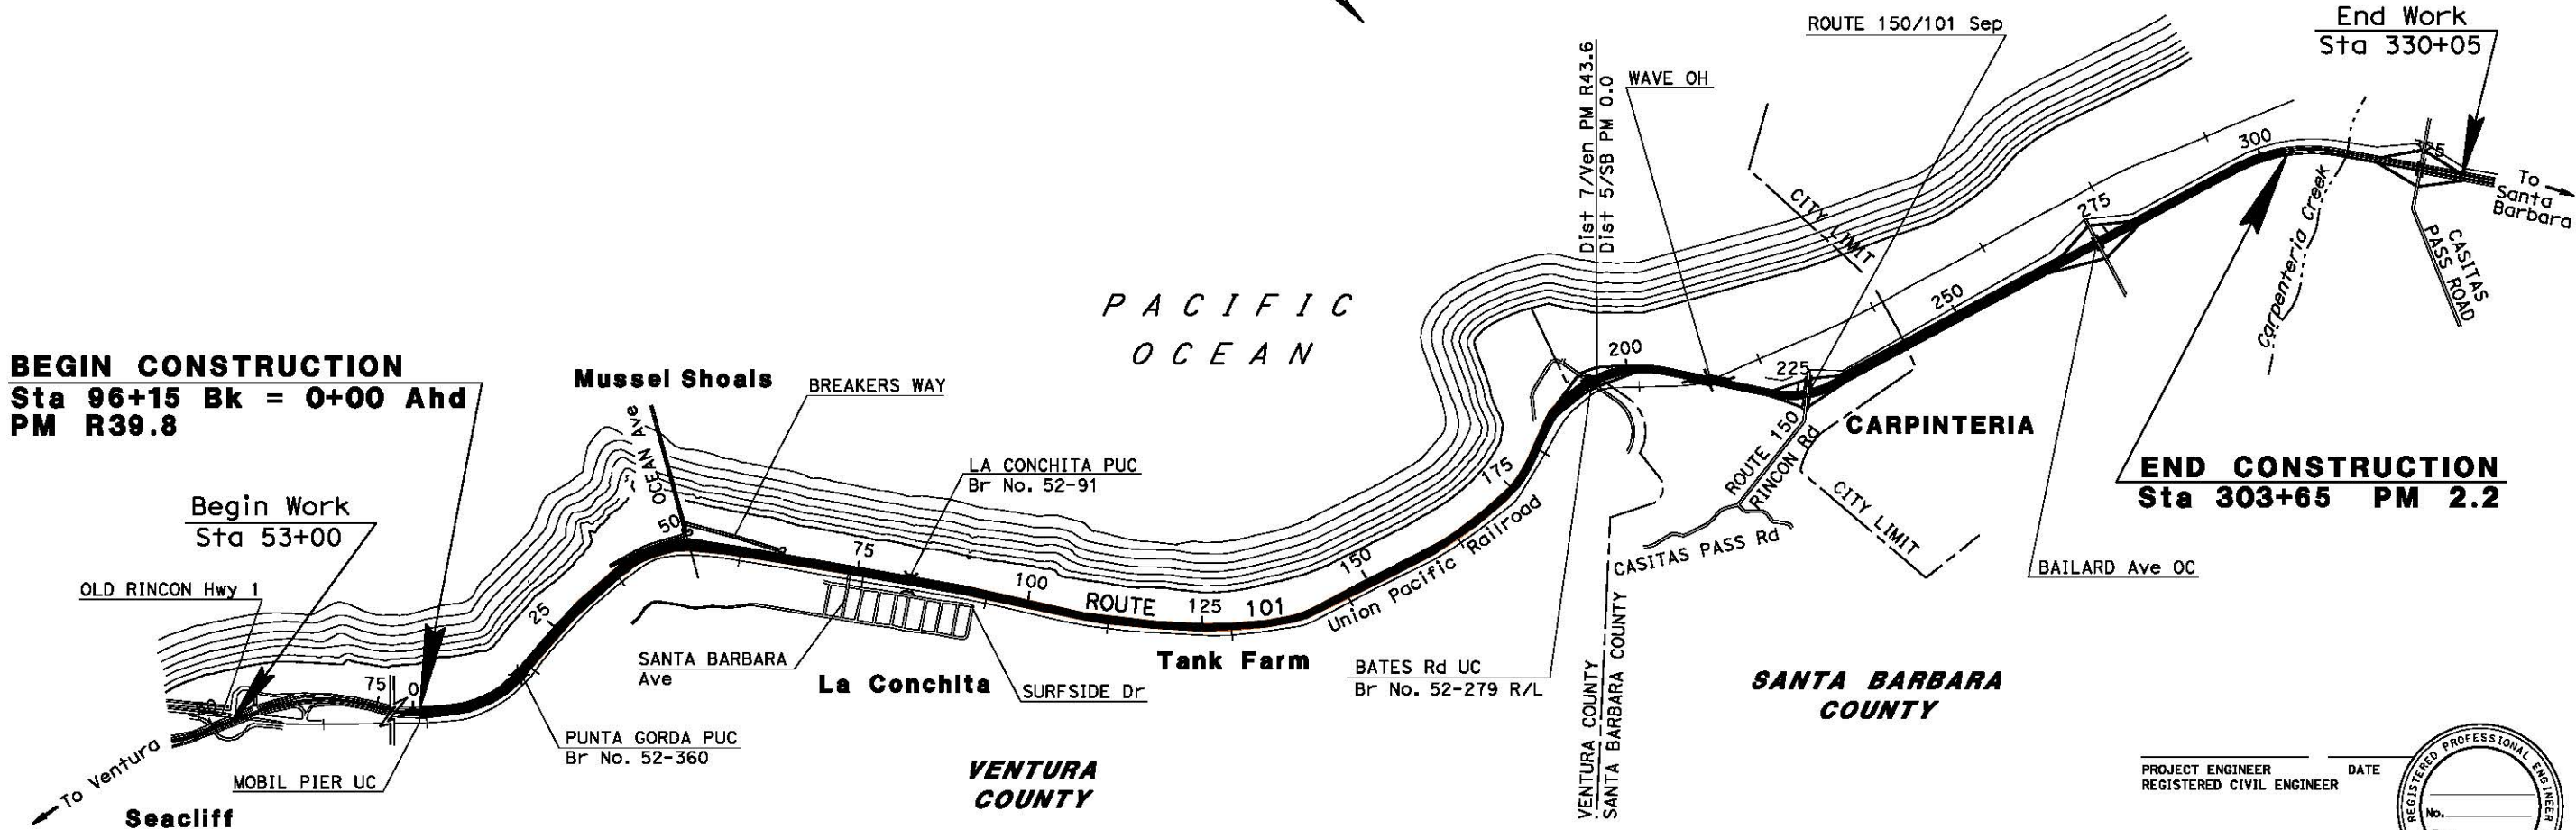 ROUTE 150/101 Sep
End Work
Sta 330+05
Dist 7/Ven PM R43.6
Dist 5/SB PM 0.0
WAVE OH
CITY LIMIT
300
325
To
Santa
Barbara
Carpenteria Creek
CASITAS
PASS ROAD
275
250
PACIFIC
OCEAN
200
225
BEGIN CONSTRUCTION
Sta 96+15 Bk = 0+00 Ahd
PM R39.8
Mussel Shoals
BREAKERS WAY
OCEAN Ave
LA CONCHITA PUC
Br No. 52-91
175
ROUTE 150
RINCON Rd
CARPINTERIA
END CONSTRUCTION
Sta 303+65 PM 2.2
Begin Work
Sta 53+00
50
75
100
ROUTE 125 101
150
Union Pacific Railroad
CASITAS PASS Rd
CITY LIMIT
BAILARD Ave OC
OLD RINCON Hwy 1
25
SANTA BARBARA
Ave
La Conchita
SURFSIDE Dr
Tank Farm
BATES Rd UC
Br No. 52-279 R/L
VENTURA COUNTY
SANTA BARBARA COUNTY
SANTA BARBARA
COUNTY
75
0
PUNTA GORDA PUC
Br No. 52-360
To Ventura
MOBIL PIER UC
Seacliff
VENTURA
COUNTY
PROJECT ENGINEER DATE
REGISTERED CIVIL ENGINEER
REGISTERED PROFESSIONAL ENGINEER
No.